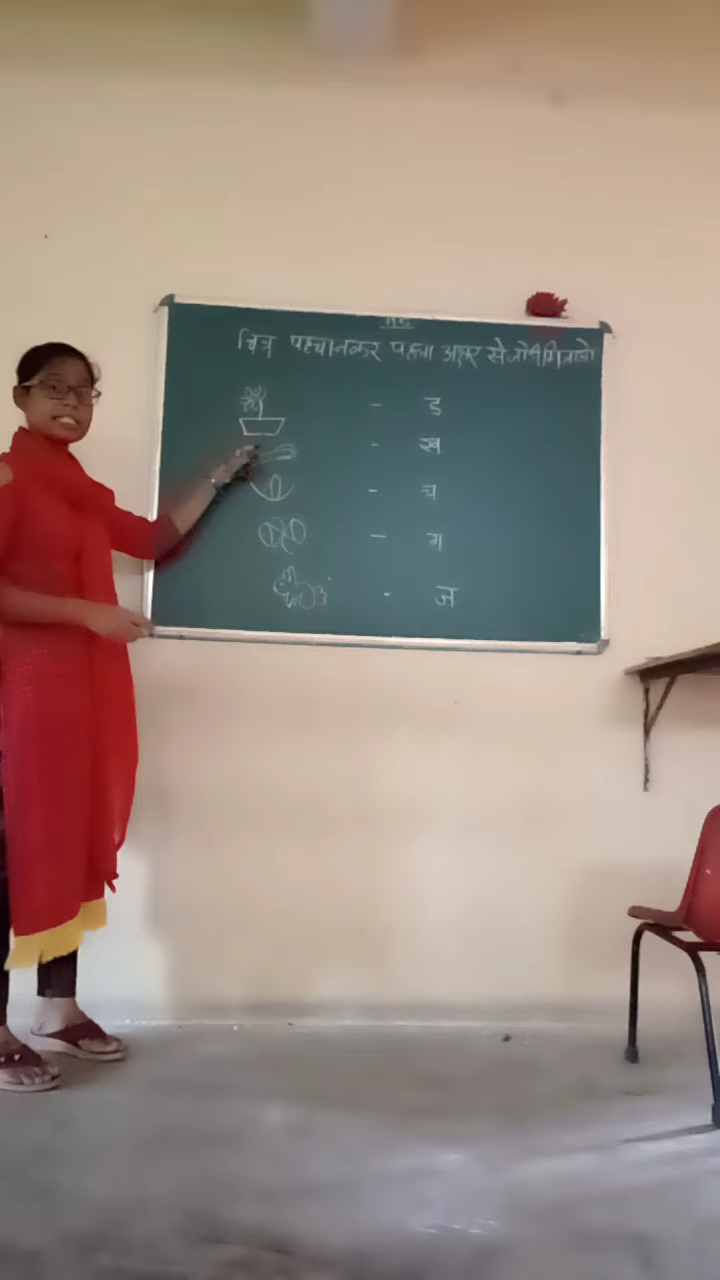 चित्र पहचानकर पहला अक्षर से जोड़ी मिलाओ
- ड
- ख
- च
- ग
- ज